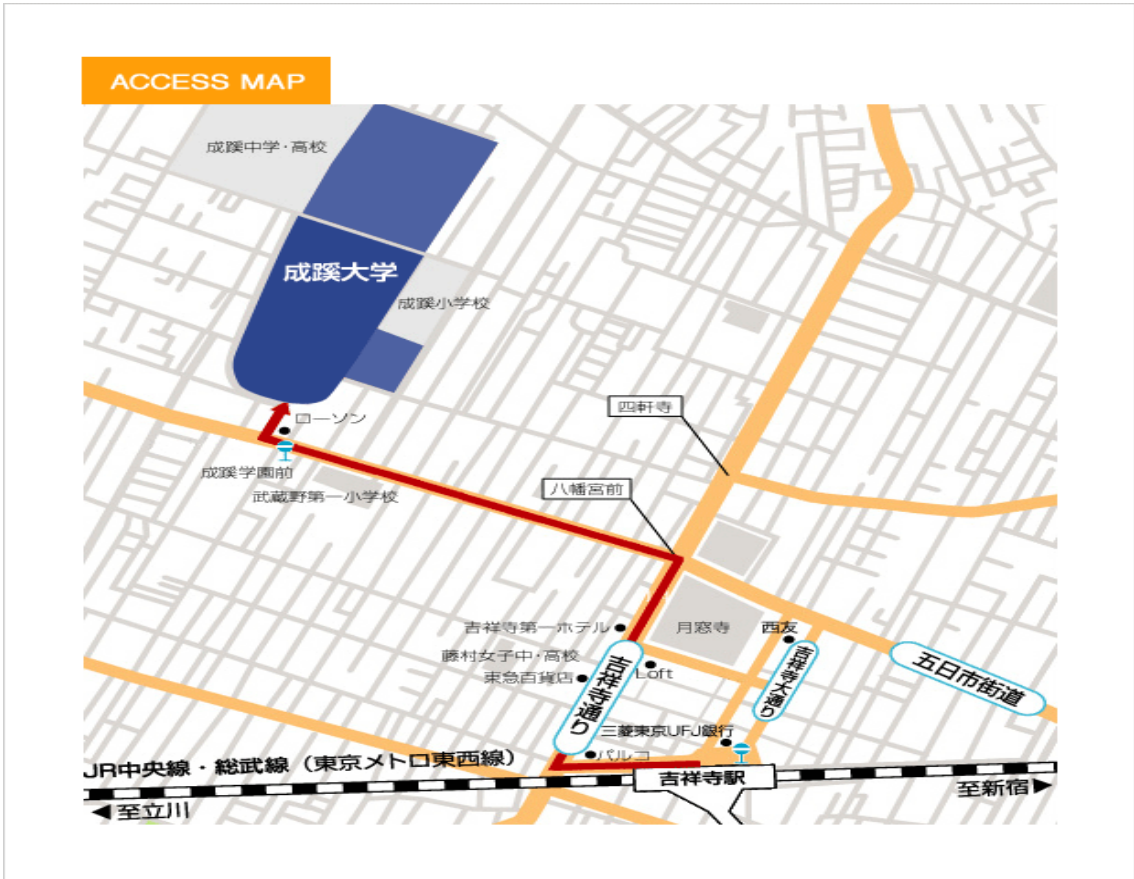 ACCESS MAP
成蹊中学・高校
成蹊大学
成蹊小学校
四軒寺
ローソン
成蹊学園前
武蔵野第一小学校
八幡宮前
吉祥寺第一ホテル
月窓寺
西友
藤村女子中・高校
東急百貨店
Loft
吉祥寺通り
吉祥寺大通り
五日市街道
三菱東京UFJ銀行
パルコ
JR中央線・総武線（東京メトロ東西線）
吉祥寺駅
至新宿▶
◀至立川